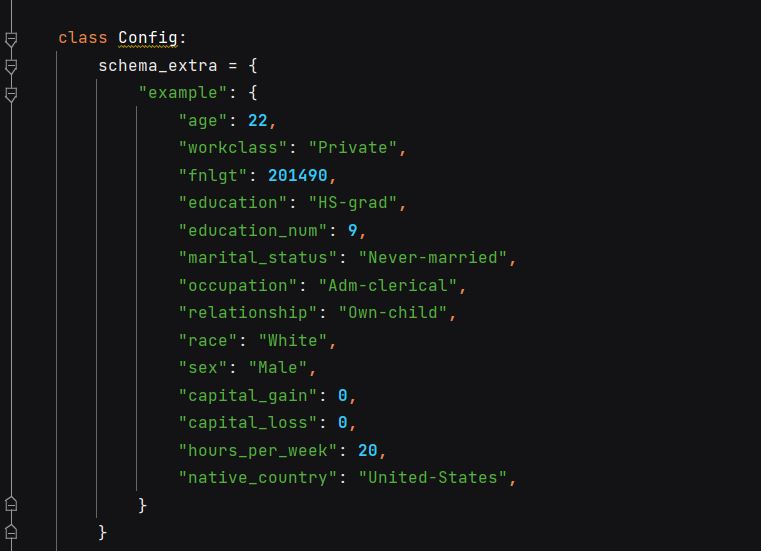 class Config:
    schema_extra = {
        "example": {
            "age": 22,
            "workclass": "Private",
            "fnlgt": 201490,
            "education": "HS-grad",
            "education_num": 9,
            "marital_status": "Never-married",
            "occupation": "Adm-clerical",
            "relationship": "Own-child",
            "race": "White",
            "sex": "Male",
            "capital_gain": 0,
            "capital_loss": 0,
            "hours_per_week": 20,
            "native_country": "United-States",
        }
    }